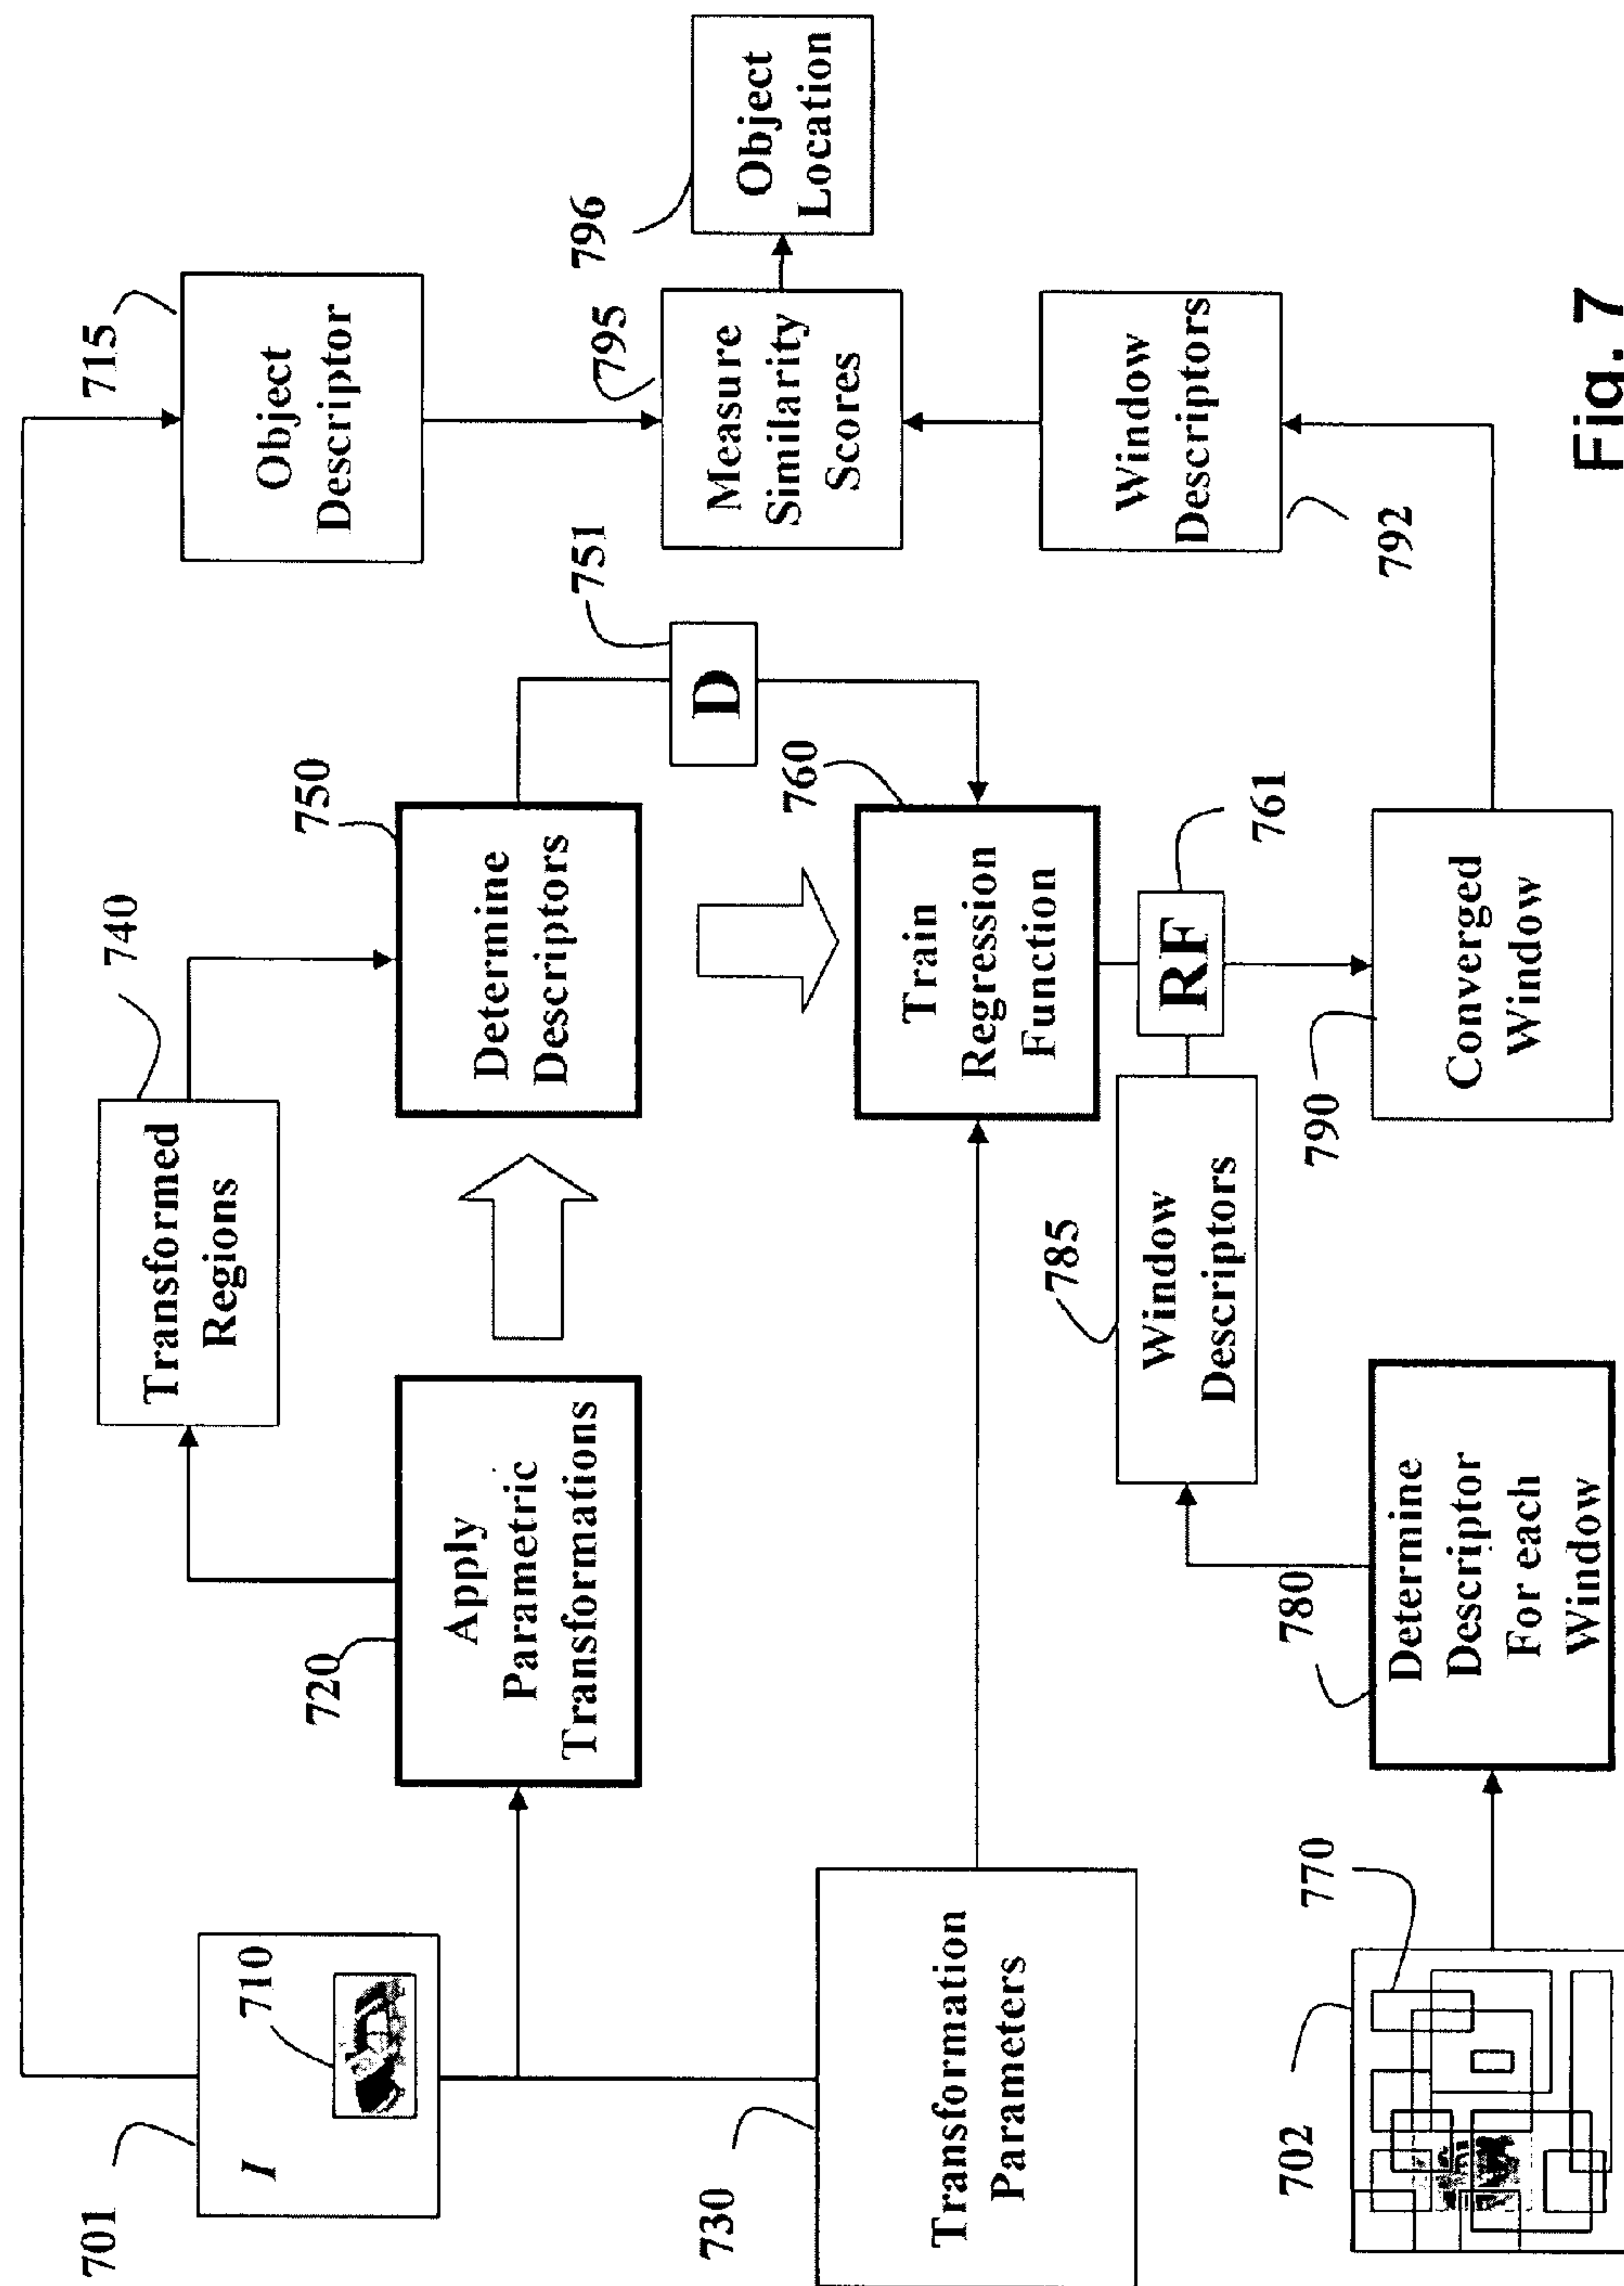 701
I
710
715
Object
Descriptor
740
Transformed
Regions
720
Apply
Parametric
Transformations
750
Determine
Descriptors
751
D
795
Measure
Similarity
Scores
796
Object
Location
730
Transformation
Parameters
760
Train
Regression
Function
761
RF
785
Window
Descriptors
792
Window
Descriptors
702
770
780
Determine
Descriptor
For each
Window
790
Converged
Window
Fig. 7